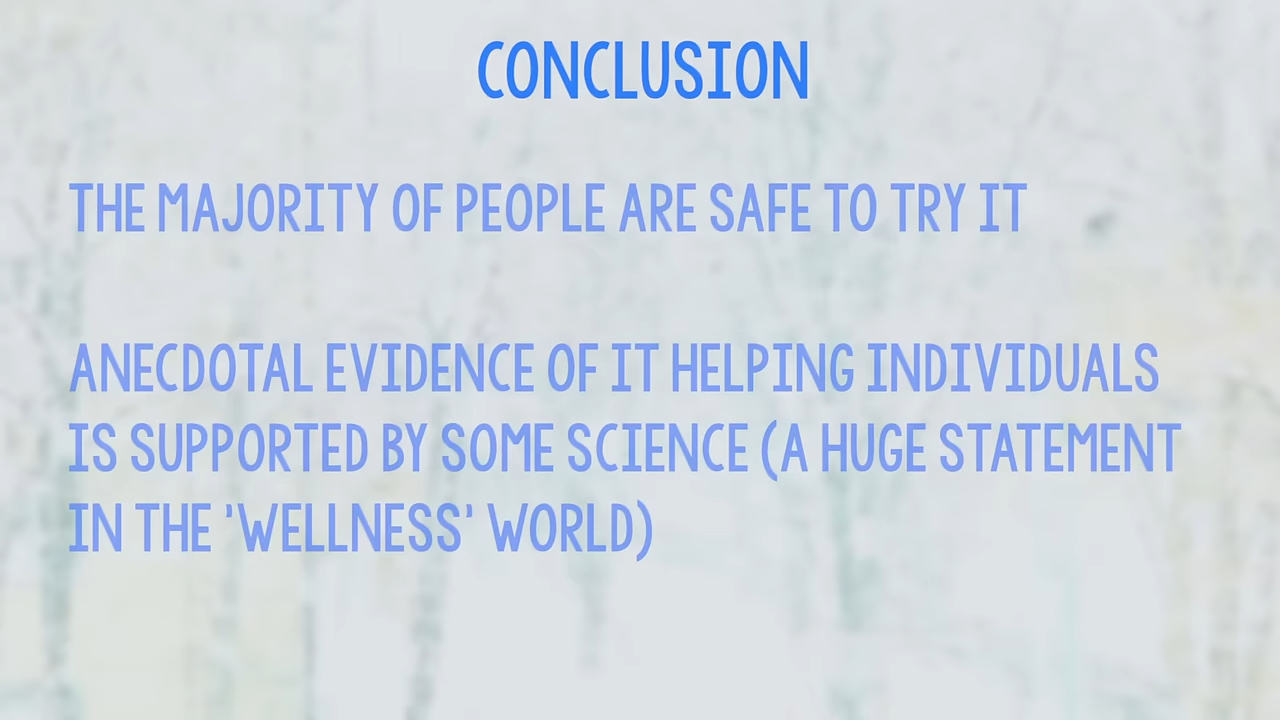 CONCLUSION
THE MAJORITY OF PEOPLE ARE SAFE TO TRY IT
ANECDOTAL EVIDENCE OF IT HELPING INDIVIDUALS
IS SUPPORTED BY SOME SCIENCE (A HUGE STATEMENT
IN THE 'WELLNESS' WORLD)